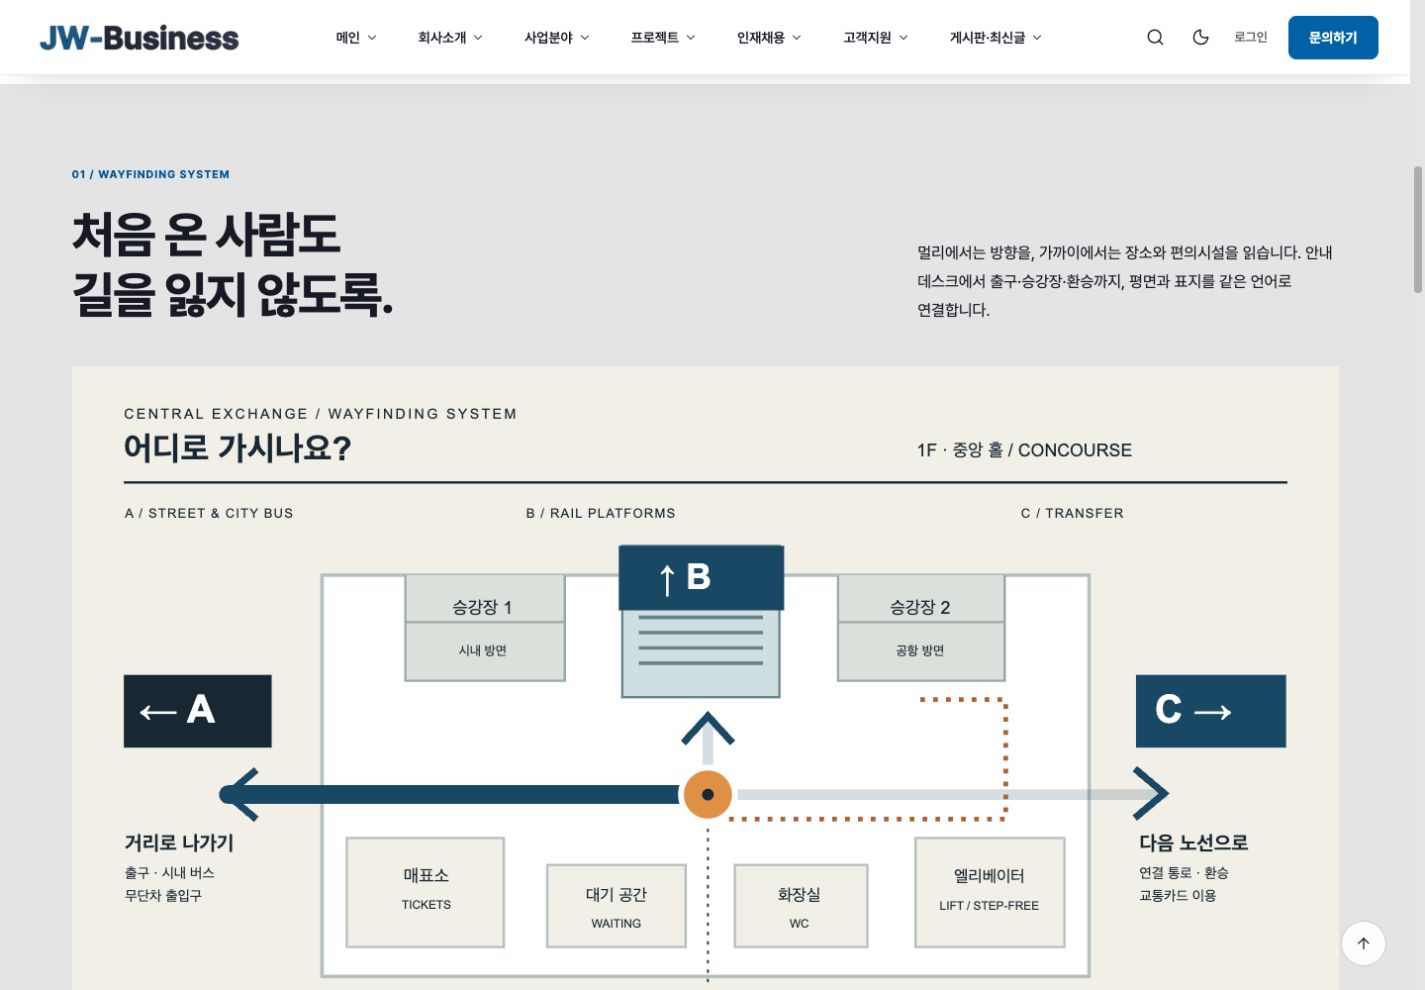 JW-Business
메인
회사소개
사업분야
프로젝트
인재채용
고객지원
게시판·최신글
로그인
문의하기
01 / WAYFINDING SYSTEM
처음 온 사람도
길을 잃지 않도록.
멀리에서는 방향을, 가까이에서는 장소와 편의시설을 읽습니다. 안내
데스크에서 출구·승강장·환승까지, 평면과 표지를 같은 언어로
연결합니다.
CENTRAL EXCHANGE / WAYFINDING SYSTEM
어디로 가시나요?
1F · 중앙 홀 / CONCOURSE
A / STREET & CITY BUS
B / RAIL PLATFORMS
C / TRANSFER
↑ B
승강장 1
시내 방면
승강장 2
공항 방면
← A
C →
거리로 나가기
출구 · 시내 버스
무단차 출입구
다음 노선으로
연결 통로 · 환승
교통카드 이용
매표소
TICKETS
대기 공간
WAITING
화장실
WC
엘리베이터
LIFT / STEP-FREE